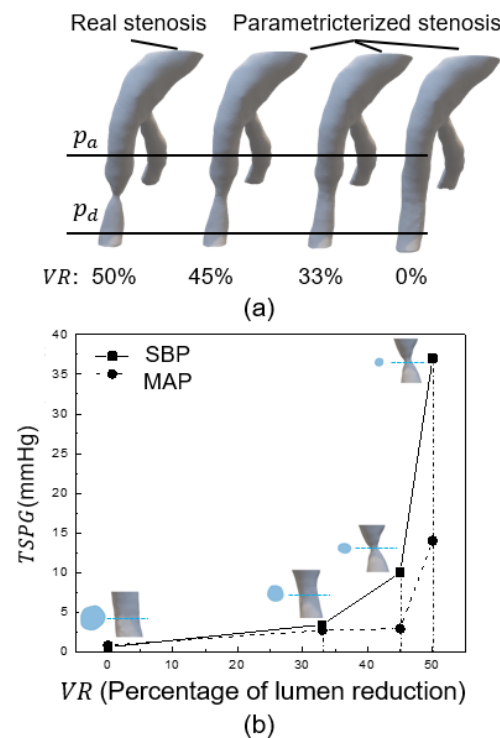 Real stenosis Parametricterized stenosis
p_a
p_d
VR: 50% 45% 33% 0%
(a)
40
35
30
25
20
15
10
5
0
SBP
MAP
TSPG (mmHg)
0 10 20 30 40 50
VR (Percentage of lumen reduction)
(b)